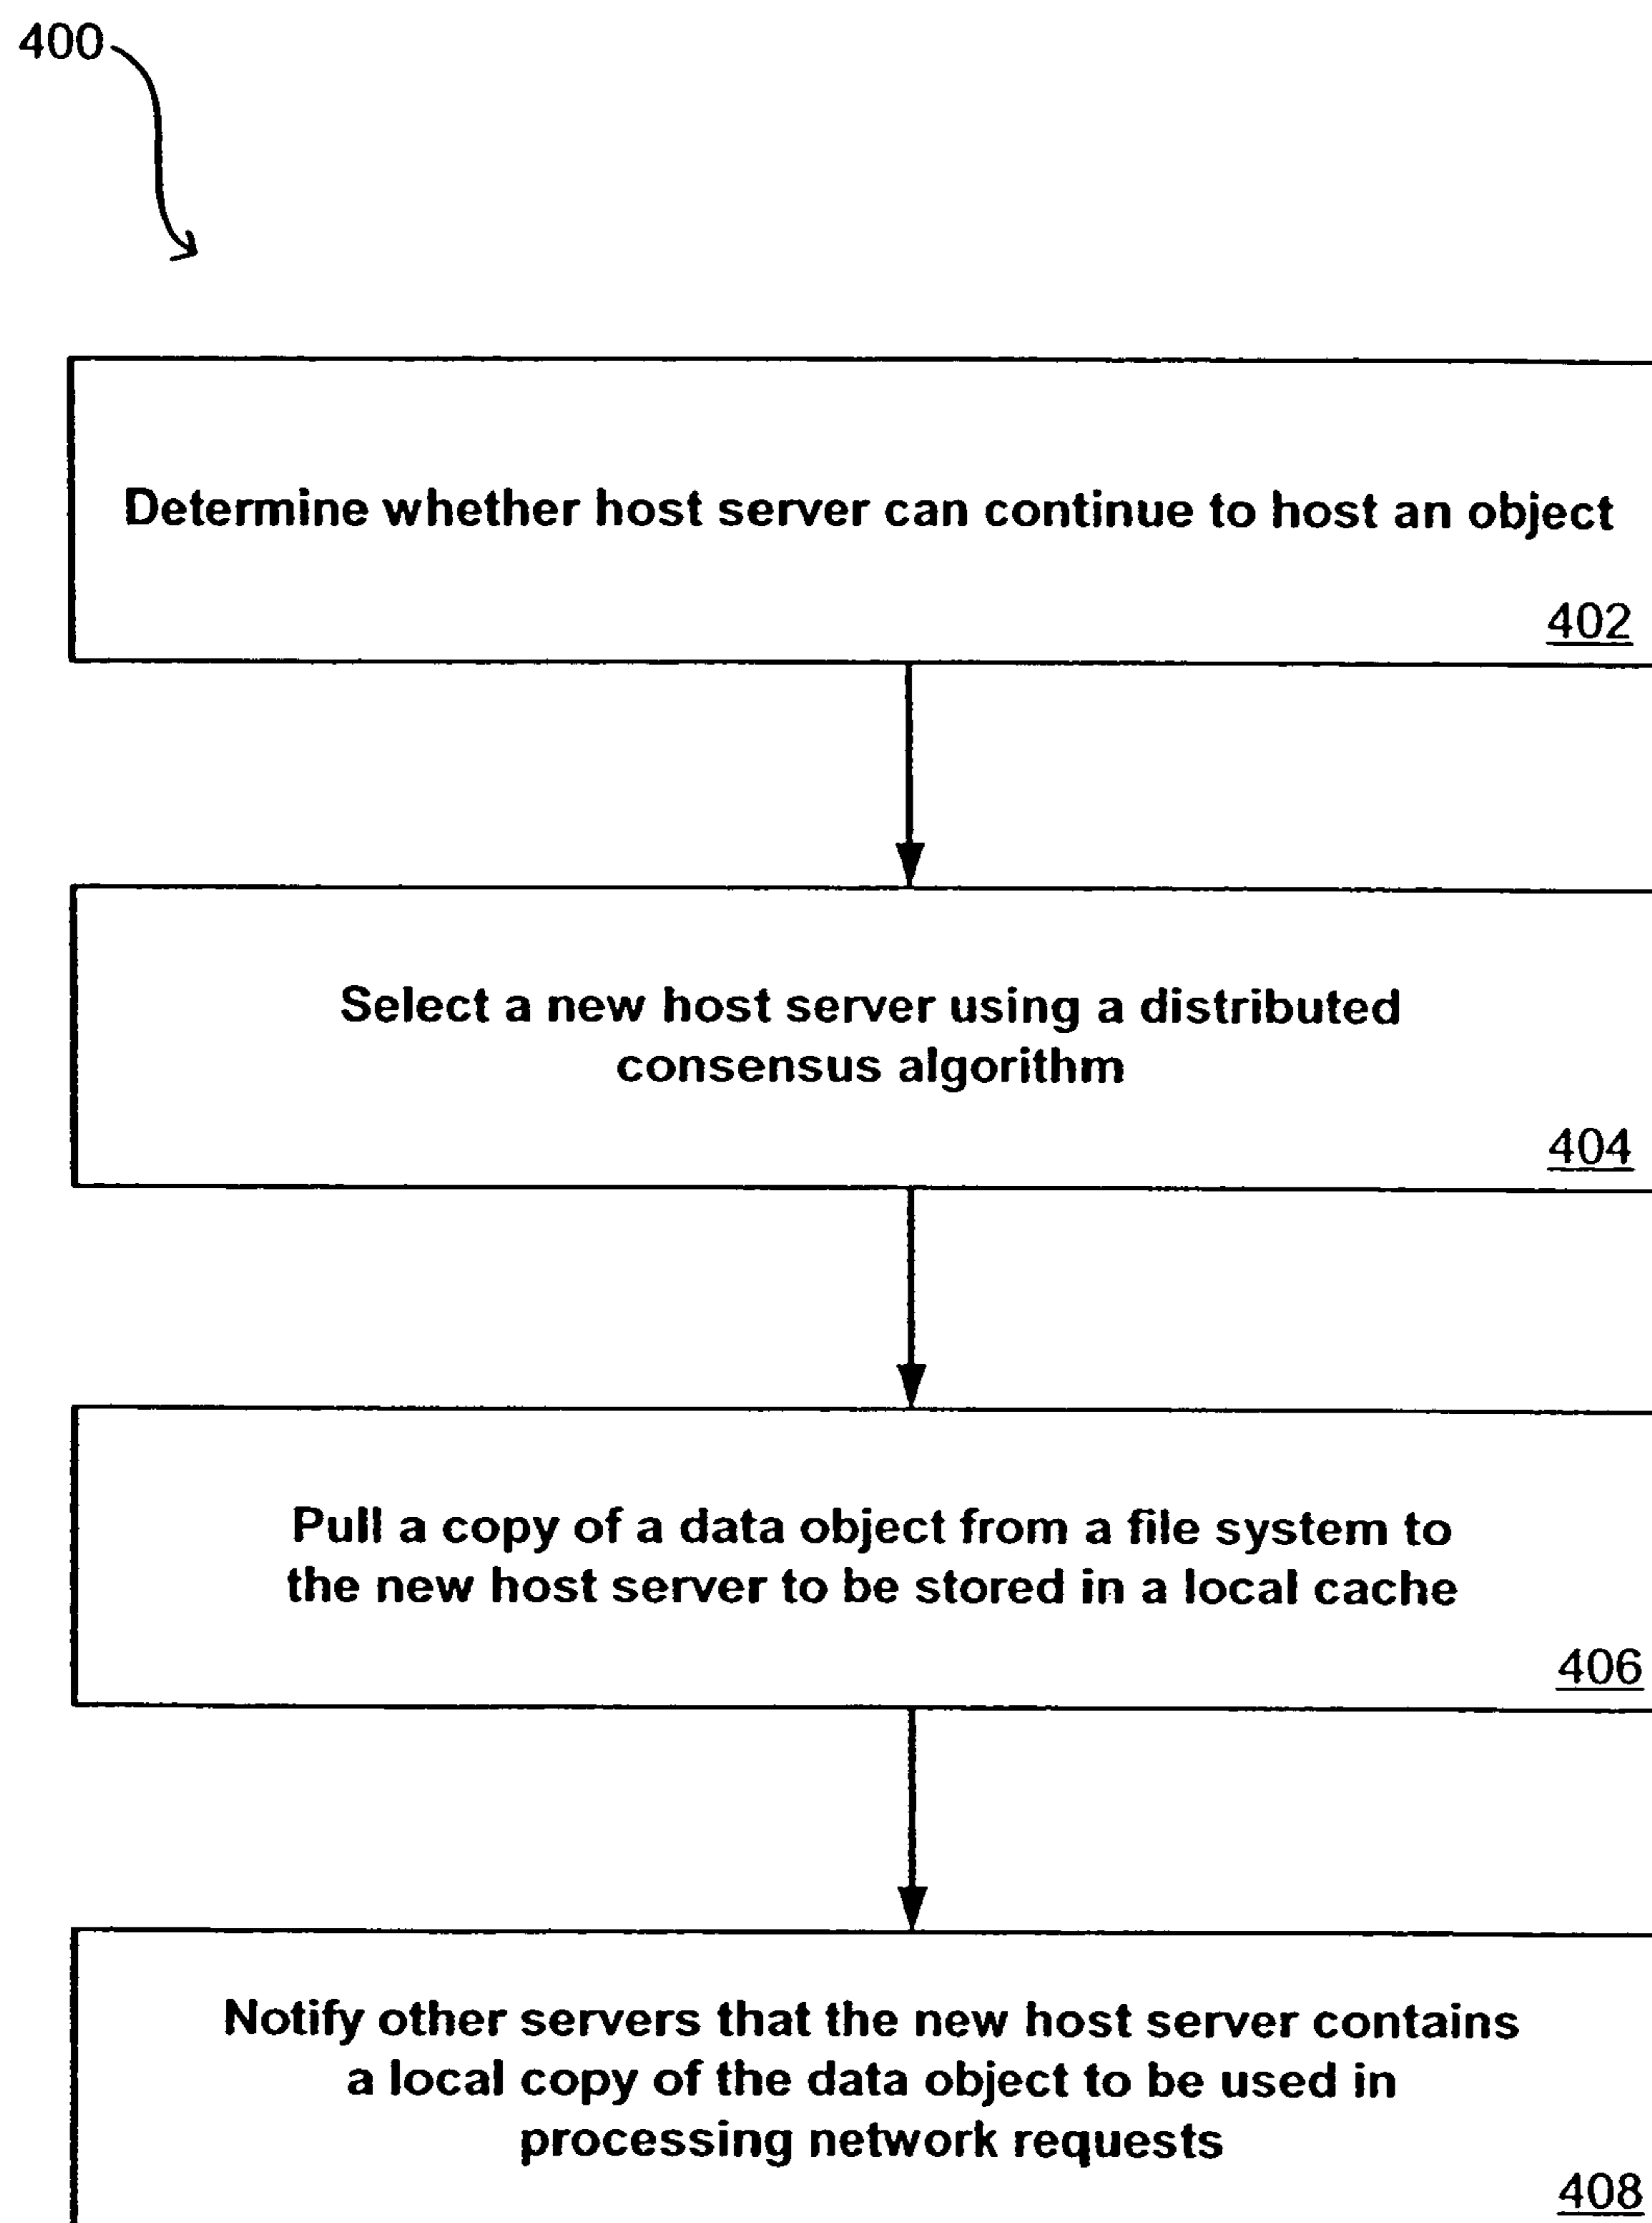 400
Determine whether host server can continue to host an object
402
Select a new host server using a distributed
consensus algorithm
404
Pull a copy of a data object from a file system to
the new host server to be stored in a local cache
406
Notify other servers that the new host server contains
a local copy of the data object to be used in
processing network requests
408